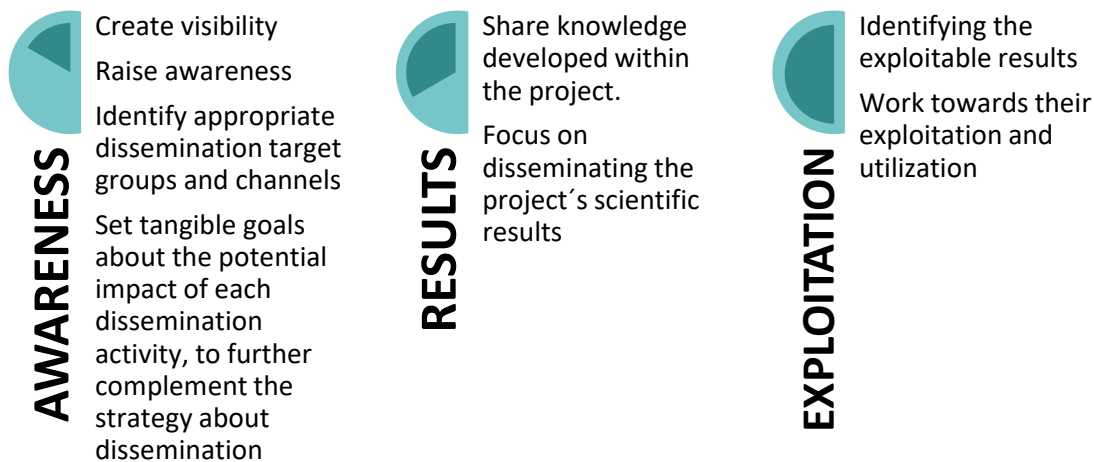 AWARENESS
Create visibility
Raise awareness
Identify appropriate
dissemination target
groups and channels
Set tangible goals
about the potential
impact of each
dissemination
activity, to further
complement the
strategy about
dissemination
RESULTS
Share knowledge
developed within
the project.
Focus on
disseminating the
project´s scientific
results
EXPLOITATION
Identifying the
exploitable results
Work towards their
exploitation and
utilization